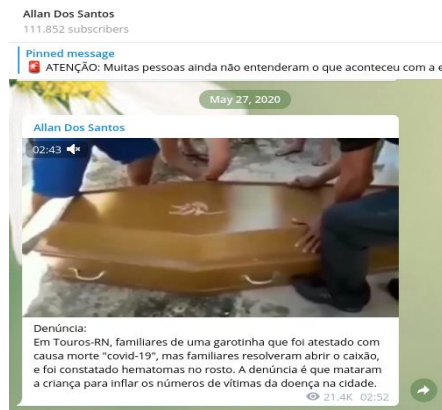 Allan Dos Santos
111.852 subscribers
Pinned message
🚨 ATENÇÃO: Muitas pessoas ainda não entenderam o que aconteceu com a e
May 27, 2020
Allan Dos Santos
02:43
Denúncia:
Em Touros-RN, familiares de uma garotinha que foi atestado com
causa morte "covid-19", mas familiares resolveram abrir o caixão,
e foi constatado hematomas no rosto. A denúncia é que mataram
a criança para inflar os números de vítimas da doença na cidade.
21.4K 02:52